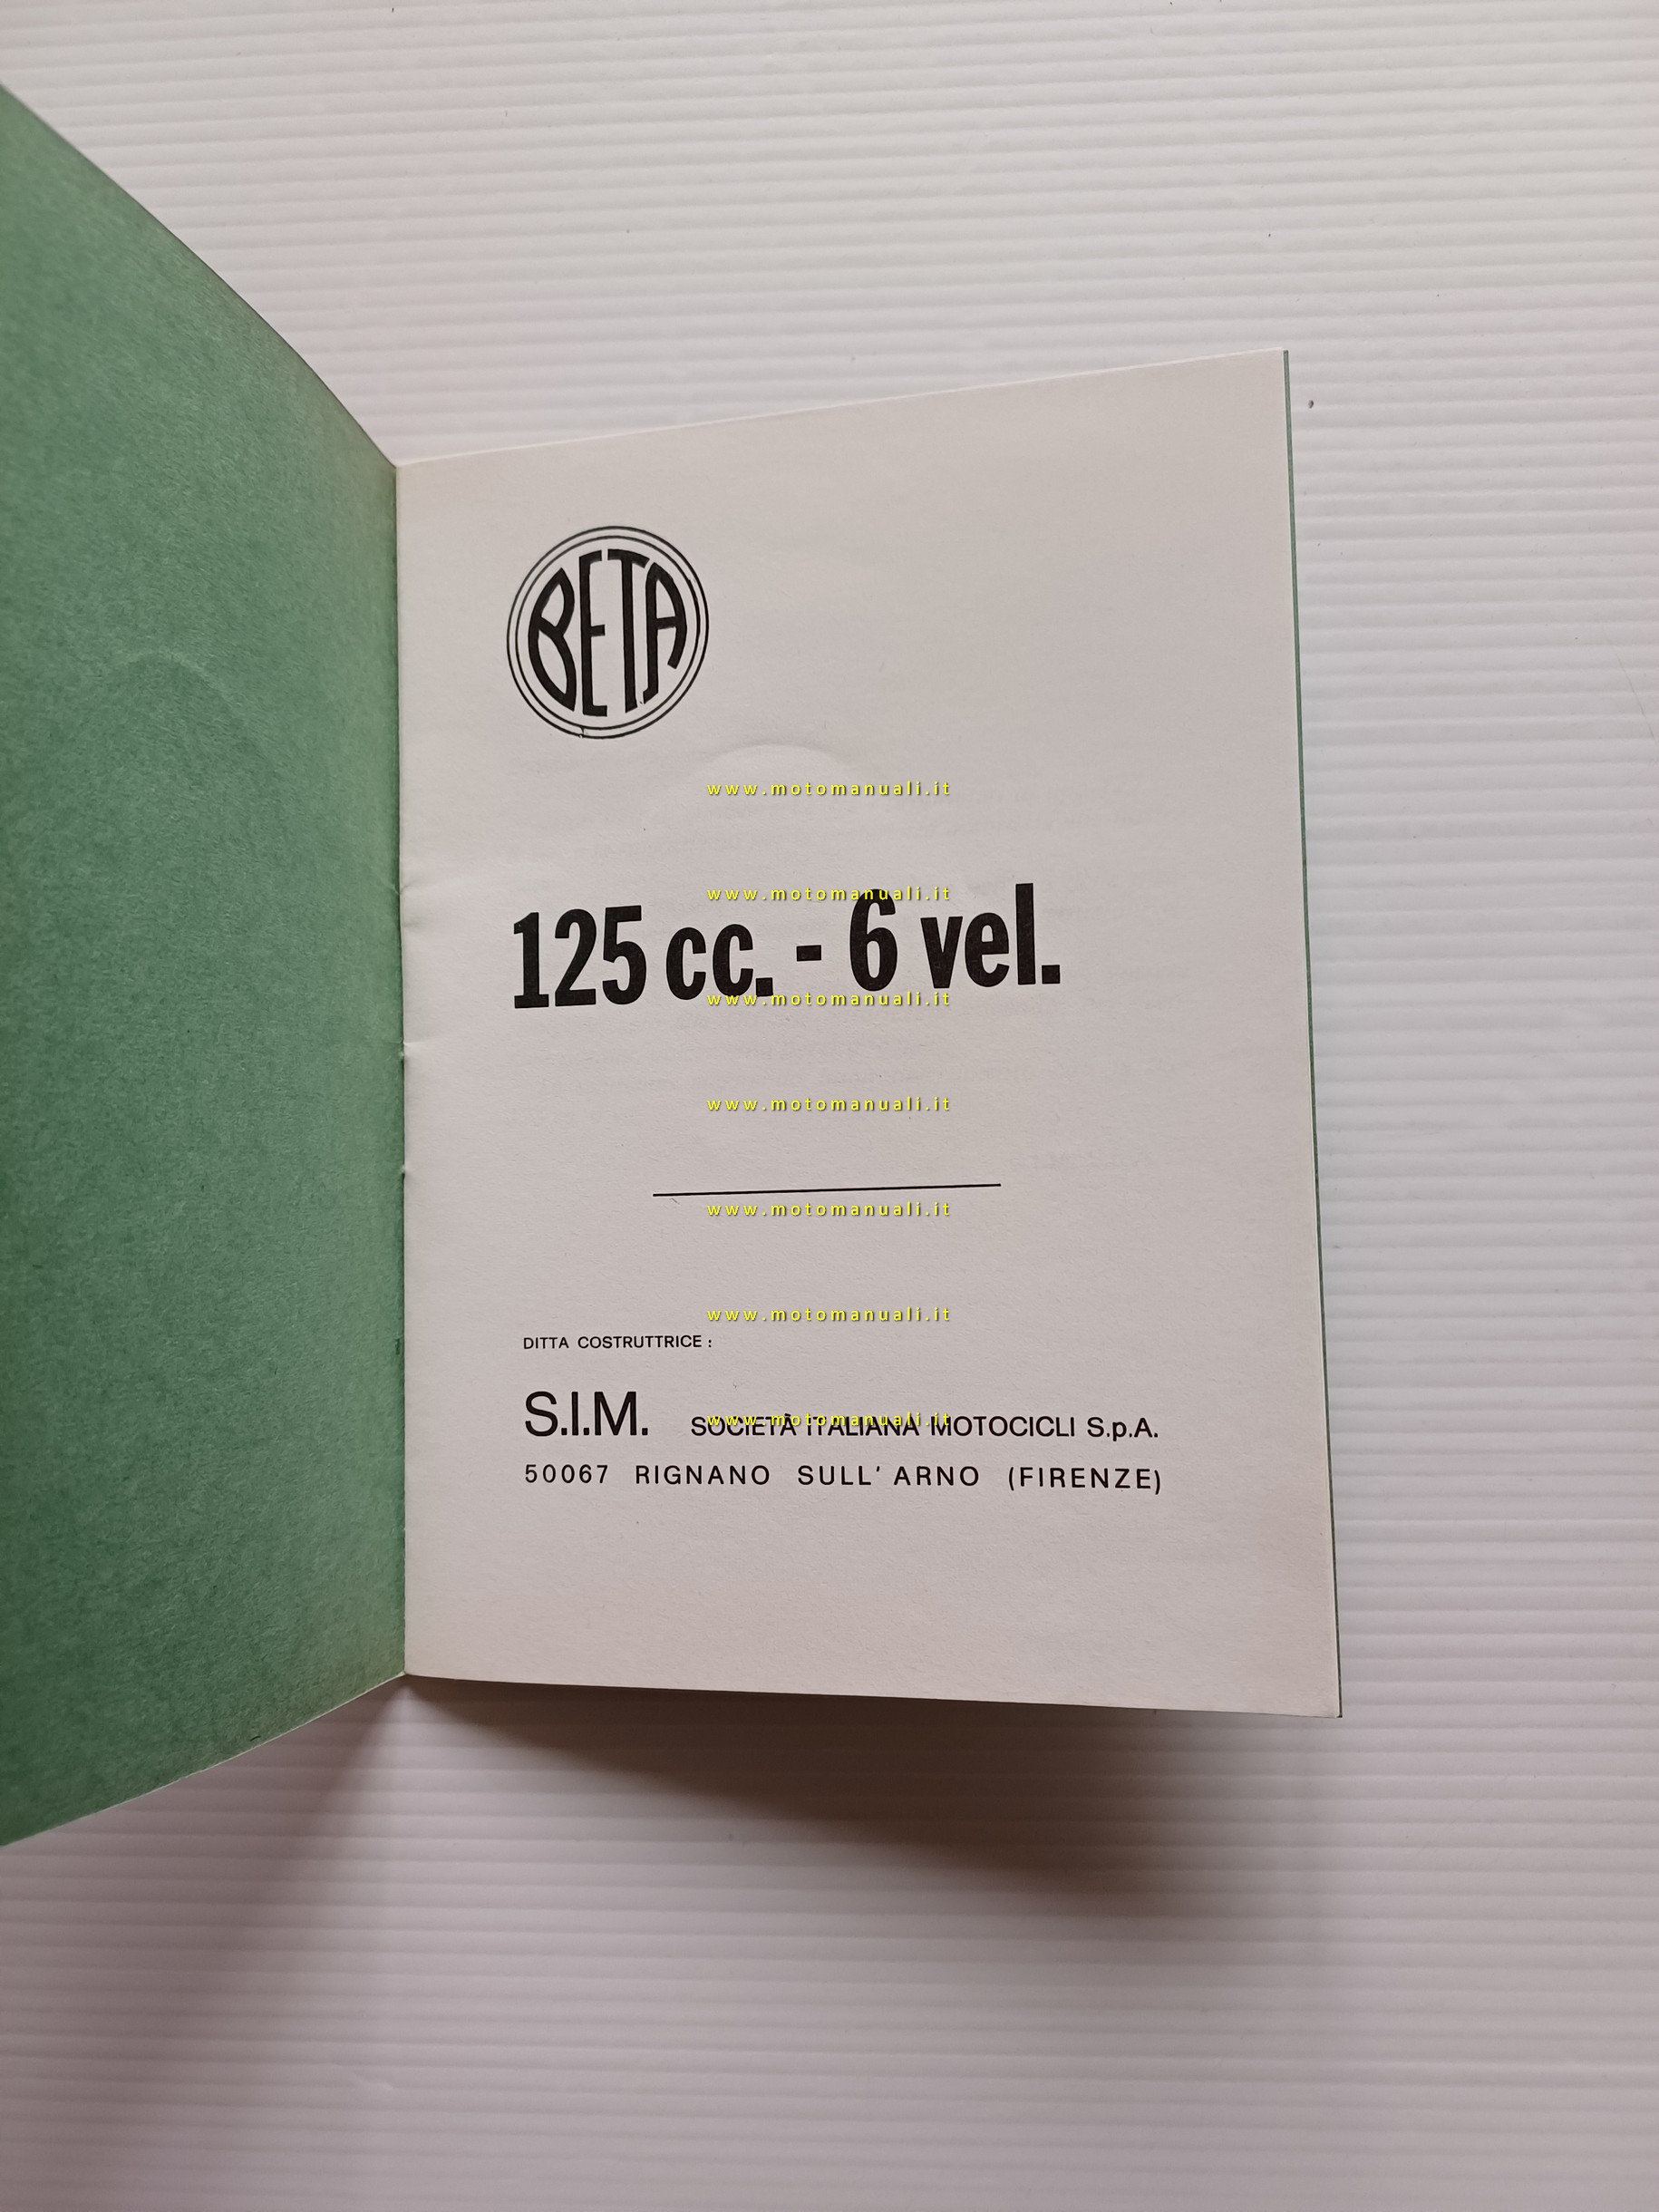 BETA
www.motomanuali.it
www.motomanuali.it
125 cc. - 6 vel.
www.motomanuali.it
www.motomanuali.it
www.motomanuali.it
www.motomanuali.it
DITTA COSTRUTTRICE :
www.motomanuali.it
S.I.M. SOCIETÀ ITALIANA MOTOCICLI S.p.A.
50067 RIGNANO SULL' ARNO (FIRENZE)